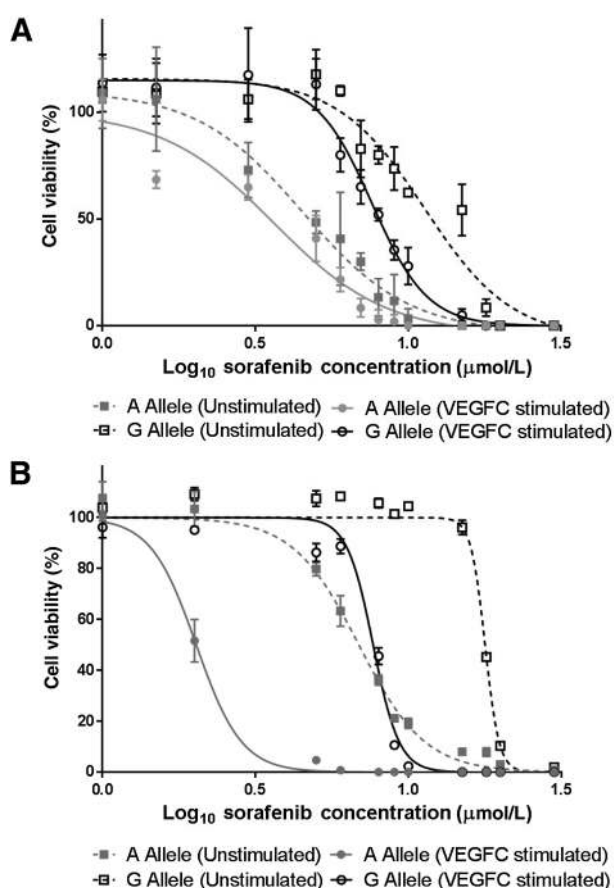 A
Cell viability (%)
100
50
0
0.0 0.5 1.0 1.5
Log₁₀ sorafenib concentration (μmol/L)
A Allele (Unstimulated) A Allele (VEGFC stimulated)
G Allele (Unstimulated) G Allele (VEGFC stimulated)
B
Cell viability (%)
100
80
60
40
20
0
0.0 0.5 1.0 1.5
Log₁₀ sorafenib concentration (μmol/L)
A Allele (Unstimulated) A Allele (VEGFC stimulated)
G Allele (Unstimulated) G Allele (VEGFC stimulated)